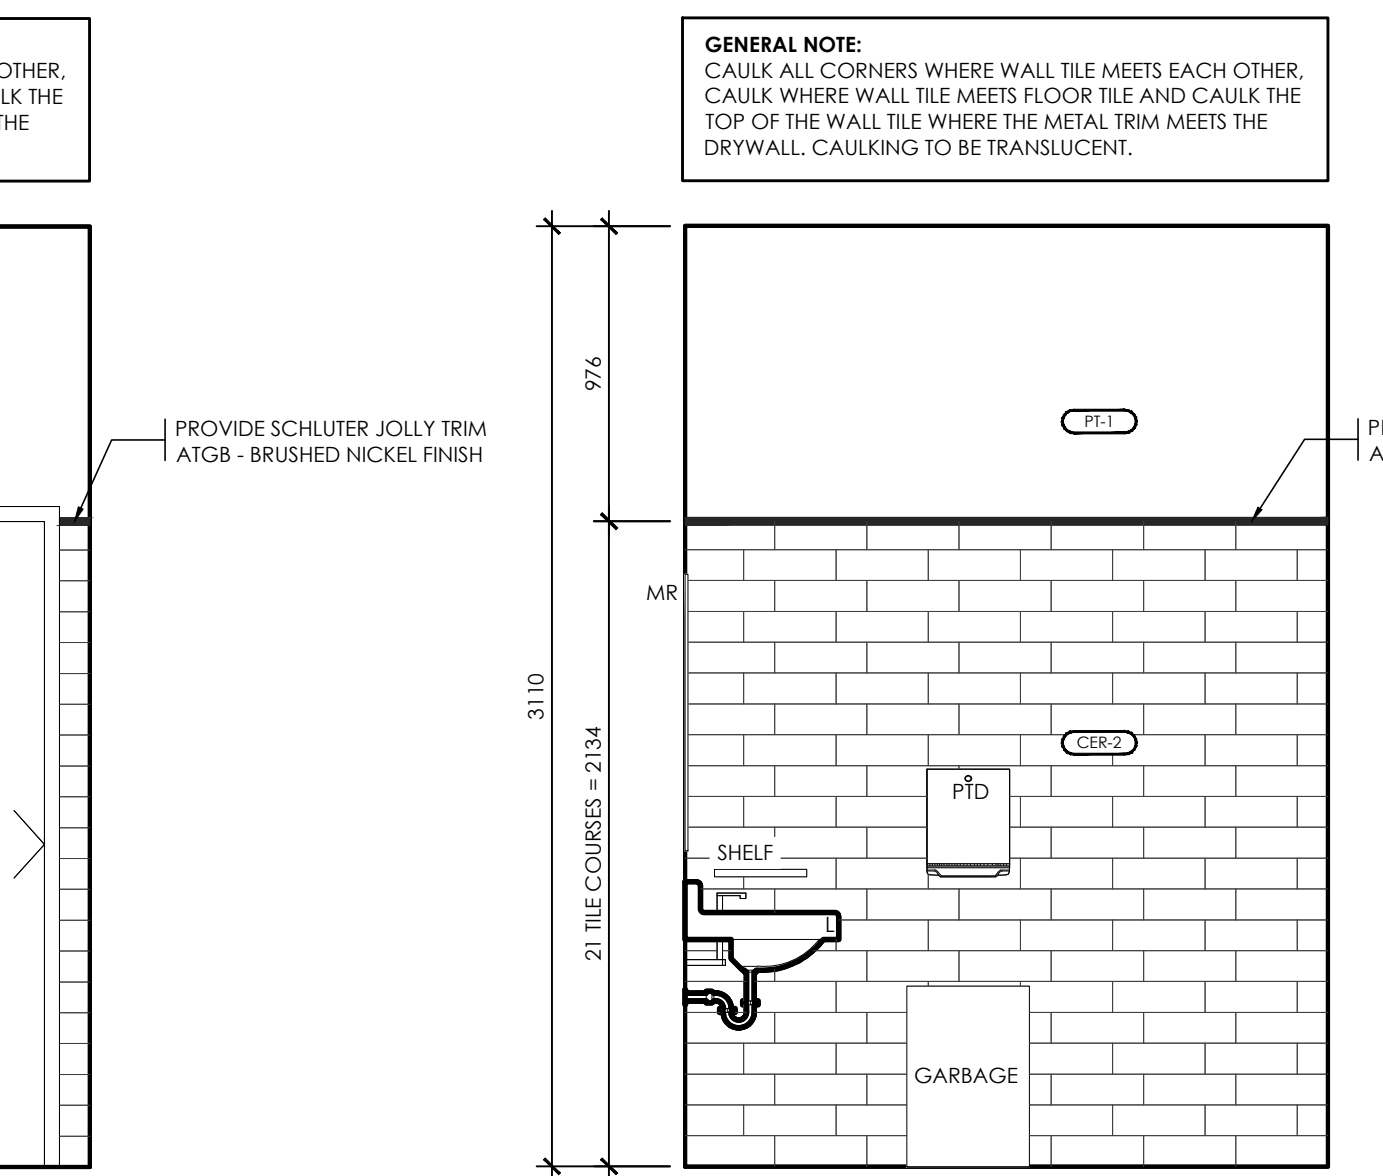 OTHER,
LK THE
THE
GENERAL NOTE:
CAULK ALL CORNERS WHERE WALL TILE MEETS EACH OTHER,
CAULK WHERE WALL TILE MEETS FLOOR TILE AND CAULK THE
TOP OF THE WALL TILE WHERE THE METAL TRIM MEETS THE
DRYWALL. CAULKING TO BE TRANSLUCENT.
PROVIDE SCHLUTER JOLLY TRIM
ATGB - BRUSHED NICKEL FINISH
3110
976
21 TILE COURSES = 2134
PT-1
MR
CER-2
PTD
SHELF
L
GARBAGE
A